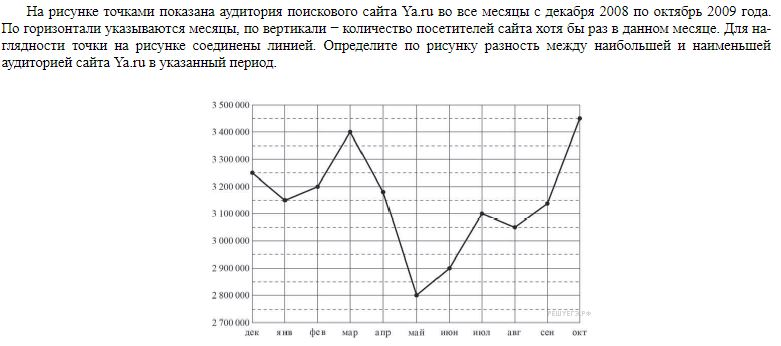 На рисунке точками показана аудитория поискового сайта Ya.ru во все месяцы с декабря 2008 по октябрь 2009 года.
По горизонтали указываются месяцы, по вертикали − количество посетителей сайта хотя бы раз в данном месяце. Для на-
глядности точки на рисунке соединены линией. Определите по рисунку разность между наибольшей и наименьшей
аудиторией сайта Ya.ru в указанный период.
3 500 000
3 400 000
3 300 000
3 200 000
3 100 000
3 000 000
2 900 000
2 800 000
2 700 000
РЕШУЕГЭ.РФ
дек янв фев мар апр май июн июл авг сен окт